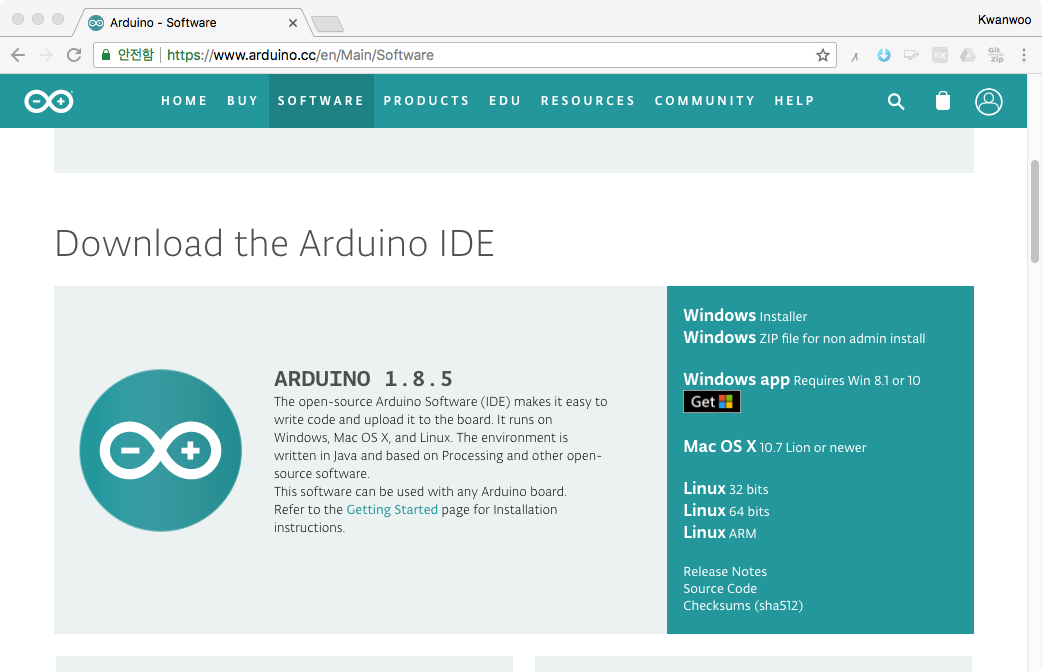 Arduino - Software
Kwanwoo
안전함 https://www.arduino.cc/en/Main/Software
Git
Zip
HOME BUY SOFTWARE PRODUCTS EDU RESOURCES COMMUNITY HELP
Download the Arduino IDE
ARDUINO 1.8.5
The open-source Arduino Software (IDE) makes it easy to
write code and upload it to the board. It runs on
Windows, Mac OS X, and Linux. The environment is
written in Java and based on Processing and other open-
source software.
This software can be used with any Arduino board.
Refer to the Getting Started page for Installation
instructions.
Windows Installer
Windows ZIP file for non admin install
Windows app Requires Win 8.1 or 10
Get
Mac OS X 10.7 Lion or newer
Linux 32 bits
Linux 64 bits
Linux ARM
Release Notes
Source Code
Checksums (sha512)